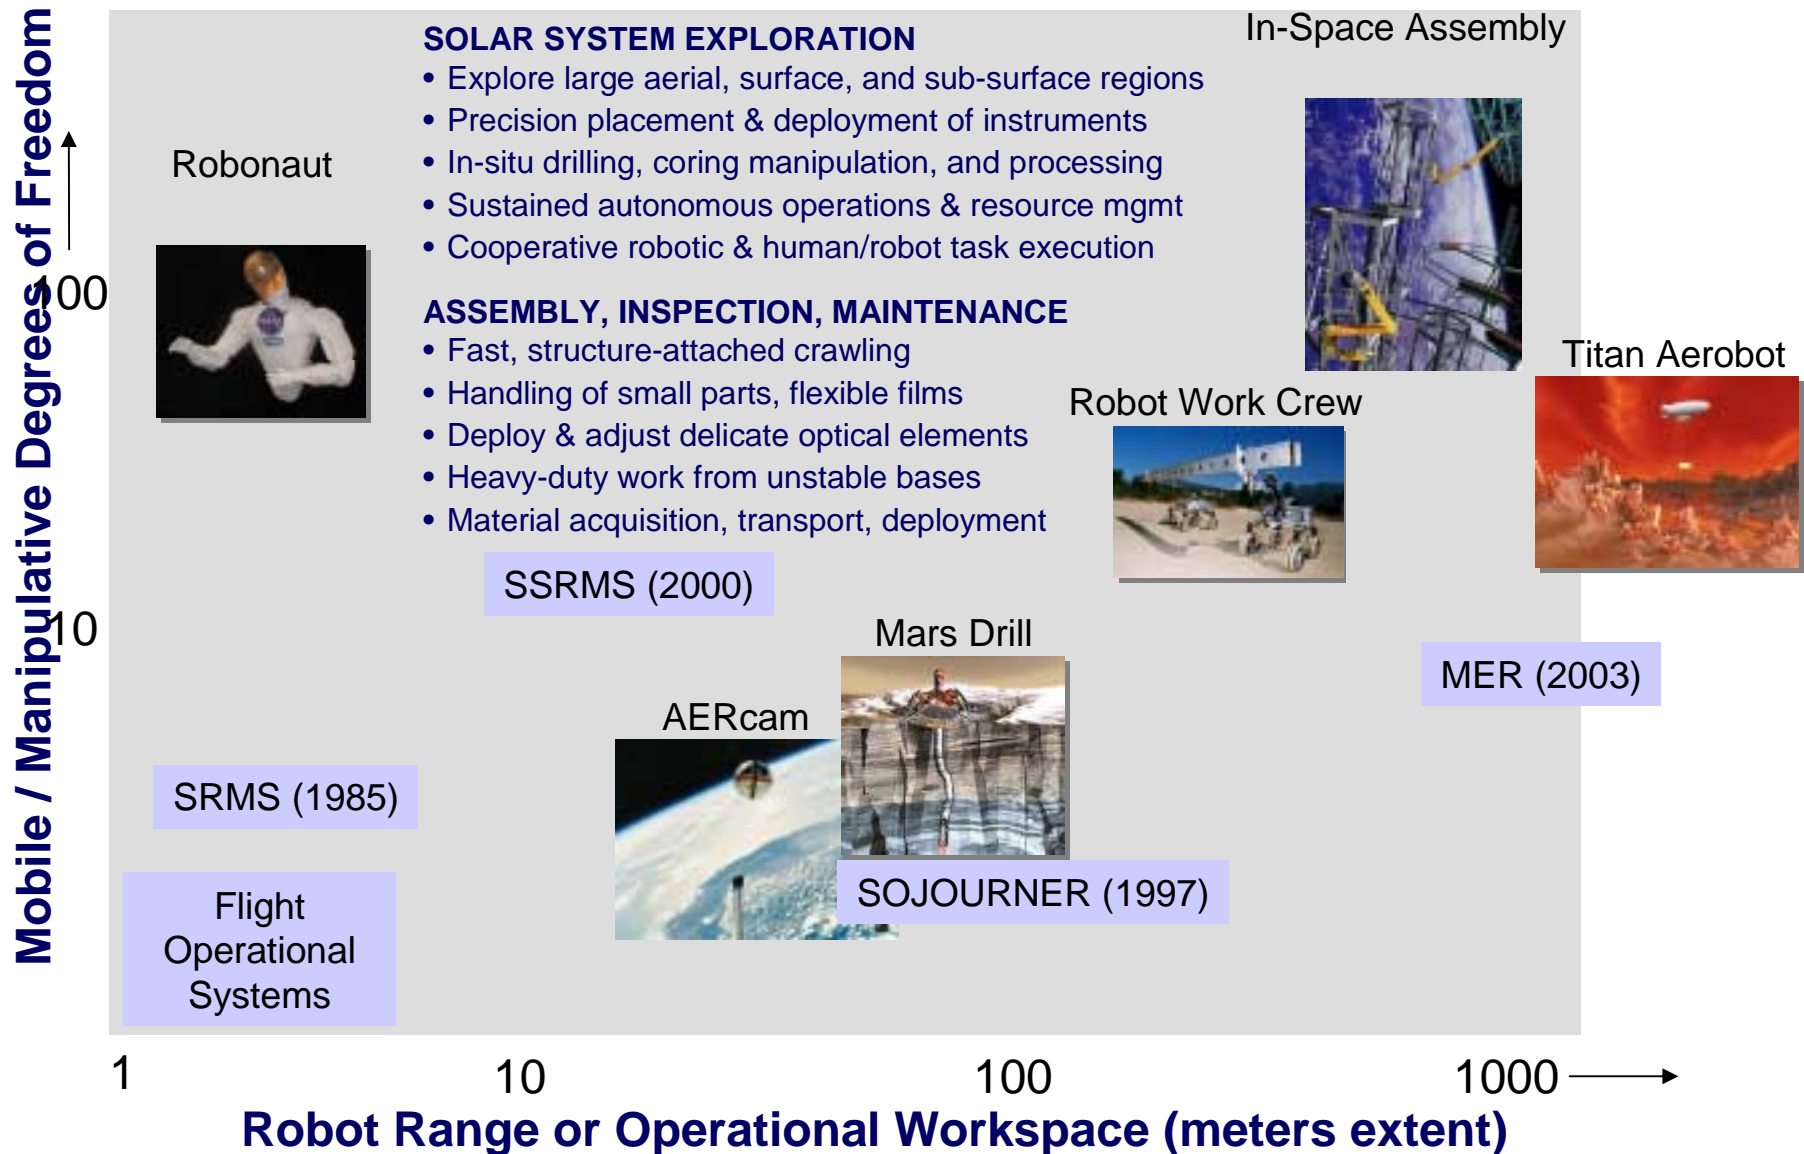 Mobile / Manipulative Degrees of Freedom
100
10
SOLAR SYSTEM EXPLORATION
• Explore large aerial, surface, and sub-surface regions
• Precision placement & deployment of instruments
• In-situ drilling, coring manipulation, and processing
• Sustained autonomous operations & resource mgmt
• Cooperative robotic & human/robot task execution
ASSEMBLY, INSPECTION, MAINTENANCE
• Fast, structure-attached crawling
• Handling of small parts, flexible films
• Deploy & adjust delicate optical elements
• Heavy-duty work from unstable bases
• Material acquisition, transport, deployment
In-Space Assembly
Robonaut
Titan Aerobot
Robot Work Crew
SSRMS (2000)
Mars Drill
MER (2003)
AERcam
SRMS (1985)
SOJOURNER (1997)
Flight
Operational
Systems
1
10
100
1000
Robot Range or Operational Workspace (meters extent)